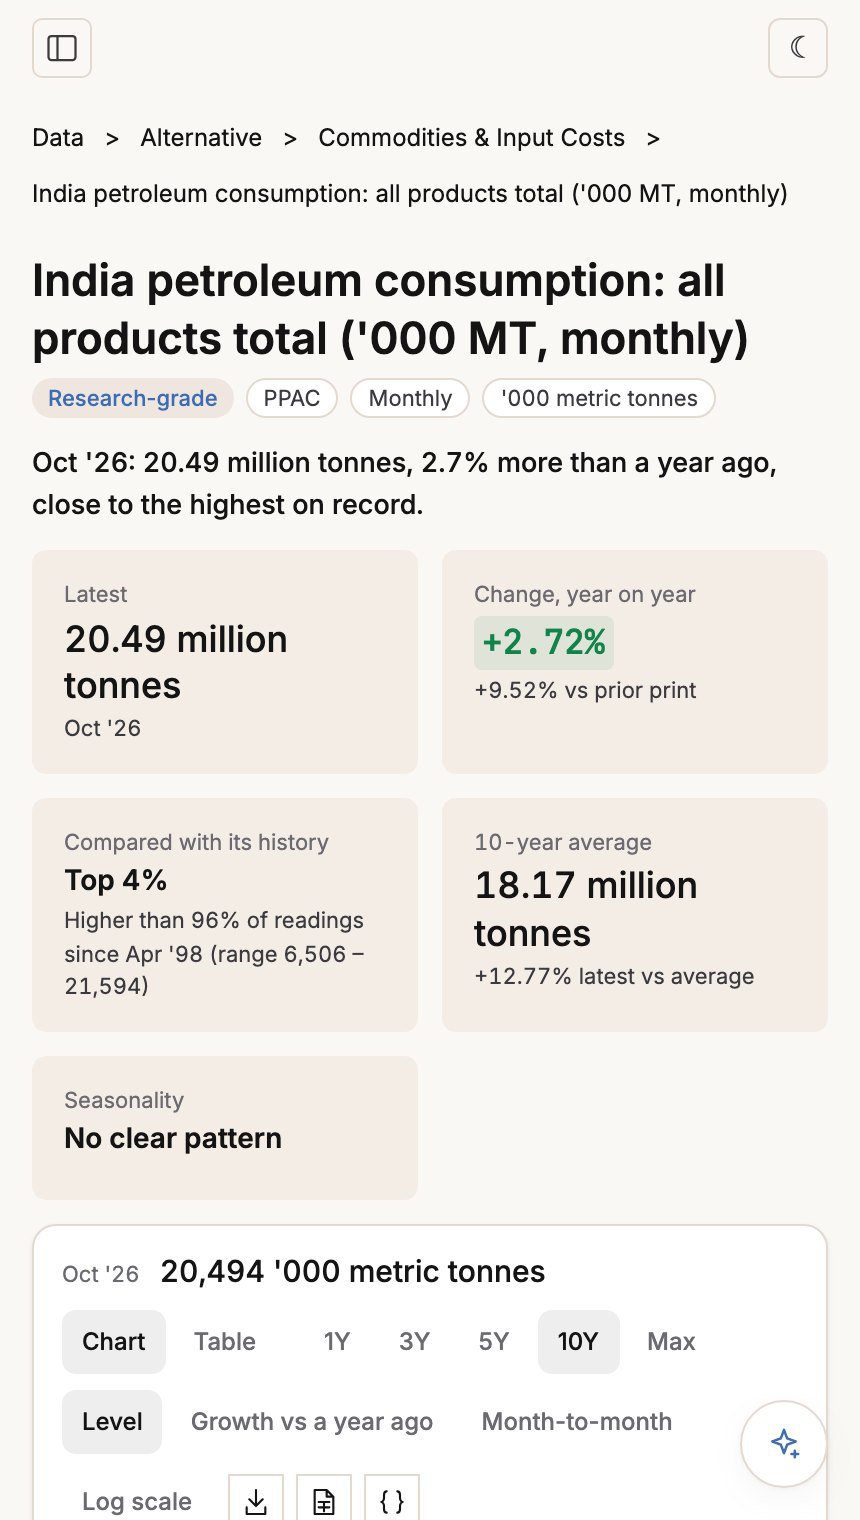 Data > Alternative > Commodities & Input Costs >
India petroleum consumption: all products total ('000 MT, monthly)
India petroleum consumption: all
products total ('000 MT, monthly)
Research-grade PPAC Monthly '000 metric tonnes
Oct '26: 20.49 million tonnes, 2.7% more than a year ago,
close to the highest on record.
Latest
20.49 million
tonnes
Oct '26
Change, year on year
+2.72%
+9.52% vs prior print
Compared with its history
Top 4%
Higher than 96% of readings
since Apr '98 (range 6,506 –
21,594)
10-year average
18.17 million
tonnes
+12.77% latest vs average
Seasonality
No clear pattern
Oct '26 20,494 '000 metric tonnes
Chart Table 1Y 3Y 5Y 10Y Max
Level Growth vs a year ago Month-to-month
Log scale { }